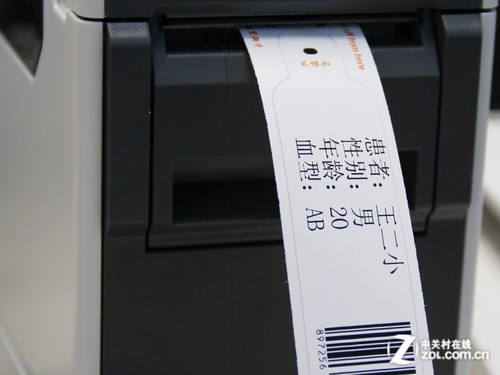 from here
患者：王二小
性别：男
年龄：20
血型：AB
897256
中关村在线
zol.com.cn